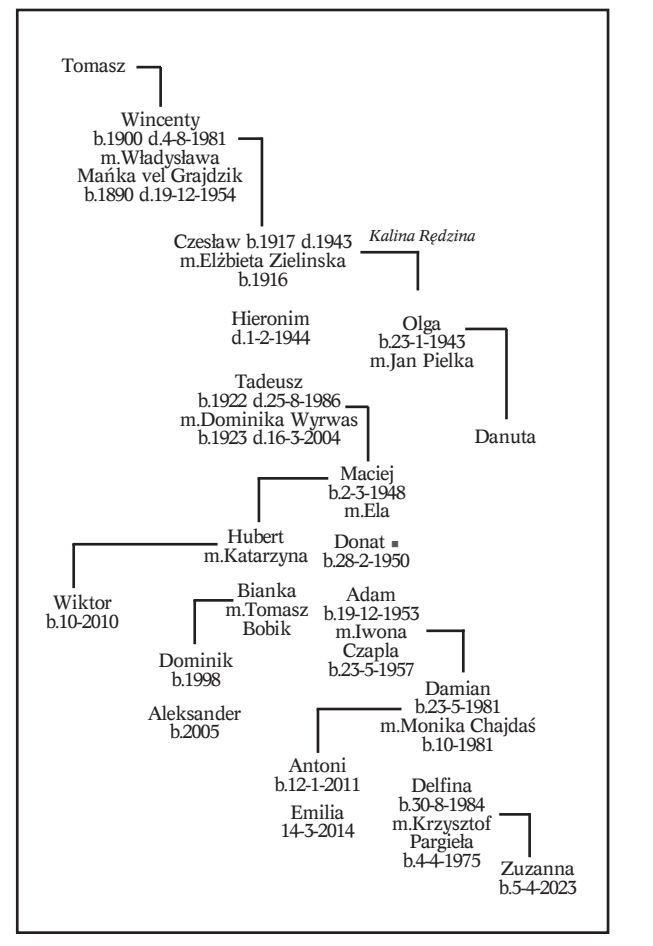 Tomasz
Wincenty
b.1900 d.4-8-1981
m.Władysława
Mańka vel Grajdzik
b.1890 d.19-12-1954
Czesław b.1917 d.1943
m.Elżbieta Zielinska
b.1916
Kalina Rędzina
Hieronim
d.1-2-1944
Olga
b.23-1-1943
m.Jan Pielka
Danuta
Tadeusz
b.1922 d.25-8-1986
m.Dominika Wyrwas
b.1923 d.16-3-2004
Maciej
b.2-3-1948
m.Ela
Hubert
m.Katarzyna
Donat ▪
b.28-2-1950
Wiktor
b.10-2010
Bianka
m.Tomasz
Bobik
Adam
b.19-12-1953
m.Iwona
Czapla
b.23-5-1957
Dominik
b.1998
Aleksander
b.2005
Damian
b.23-5-1981
m.Monika Chajdaś
b.10-1981
Antoni
b.12-1-2011
Emilia
14-3-2014
Delfina
b.30-8-1984
m.Krzysztof
Pargieła
b.4-4-1975
Zuzanna
b.5-4-2023